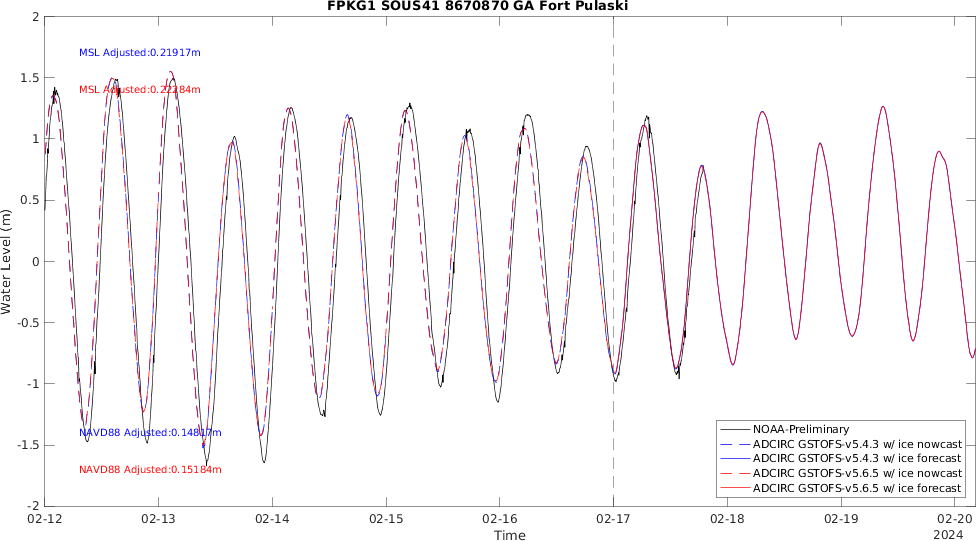 FPKG1 SOUS41 8670870 GA Fort Pulaski
2
1.5
1
0.5
0
-0.5
-1
-1.5
-2
Water Level (m)
MSL Adjusted:0.21917m
MSL Adjusted:0.22284m
NAVD88 Adjusted:0.14817m
NAVD88 Adjusted:0.15184m
NOAA-Preliminary
ADCIRC GSTOFS-v5.4.3 w/ ice nowcast
ADCIRC GSTOFS-v5.4.3 w/ ice forecast
ADCIRC GSTOFS-v5.6.5 w/ ice nowcast
ADCIRC GSTOFS-v5.6.5 w/ ice forecast
02-12 02-13 02-14 02-15 02-16 02-17 02-18 02-19 02-20
Time
2024